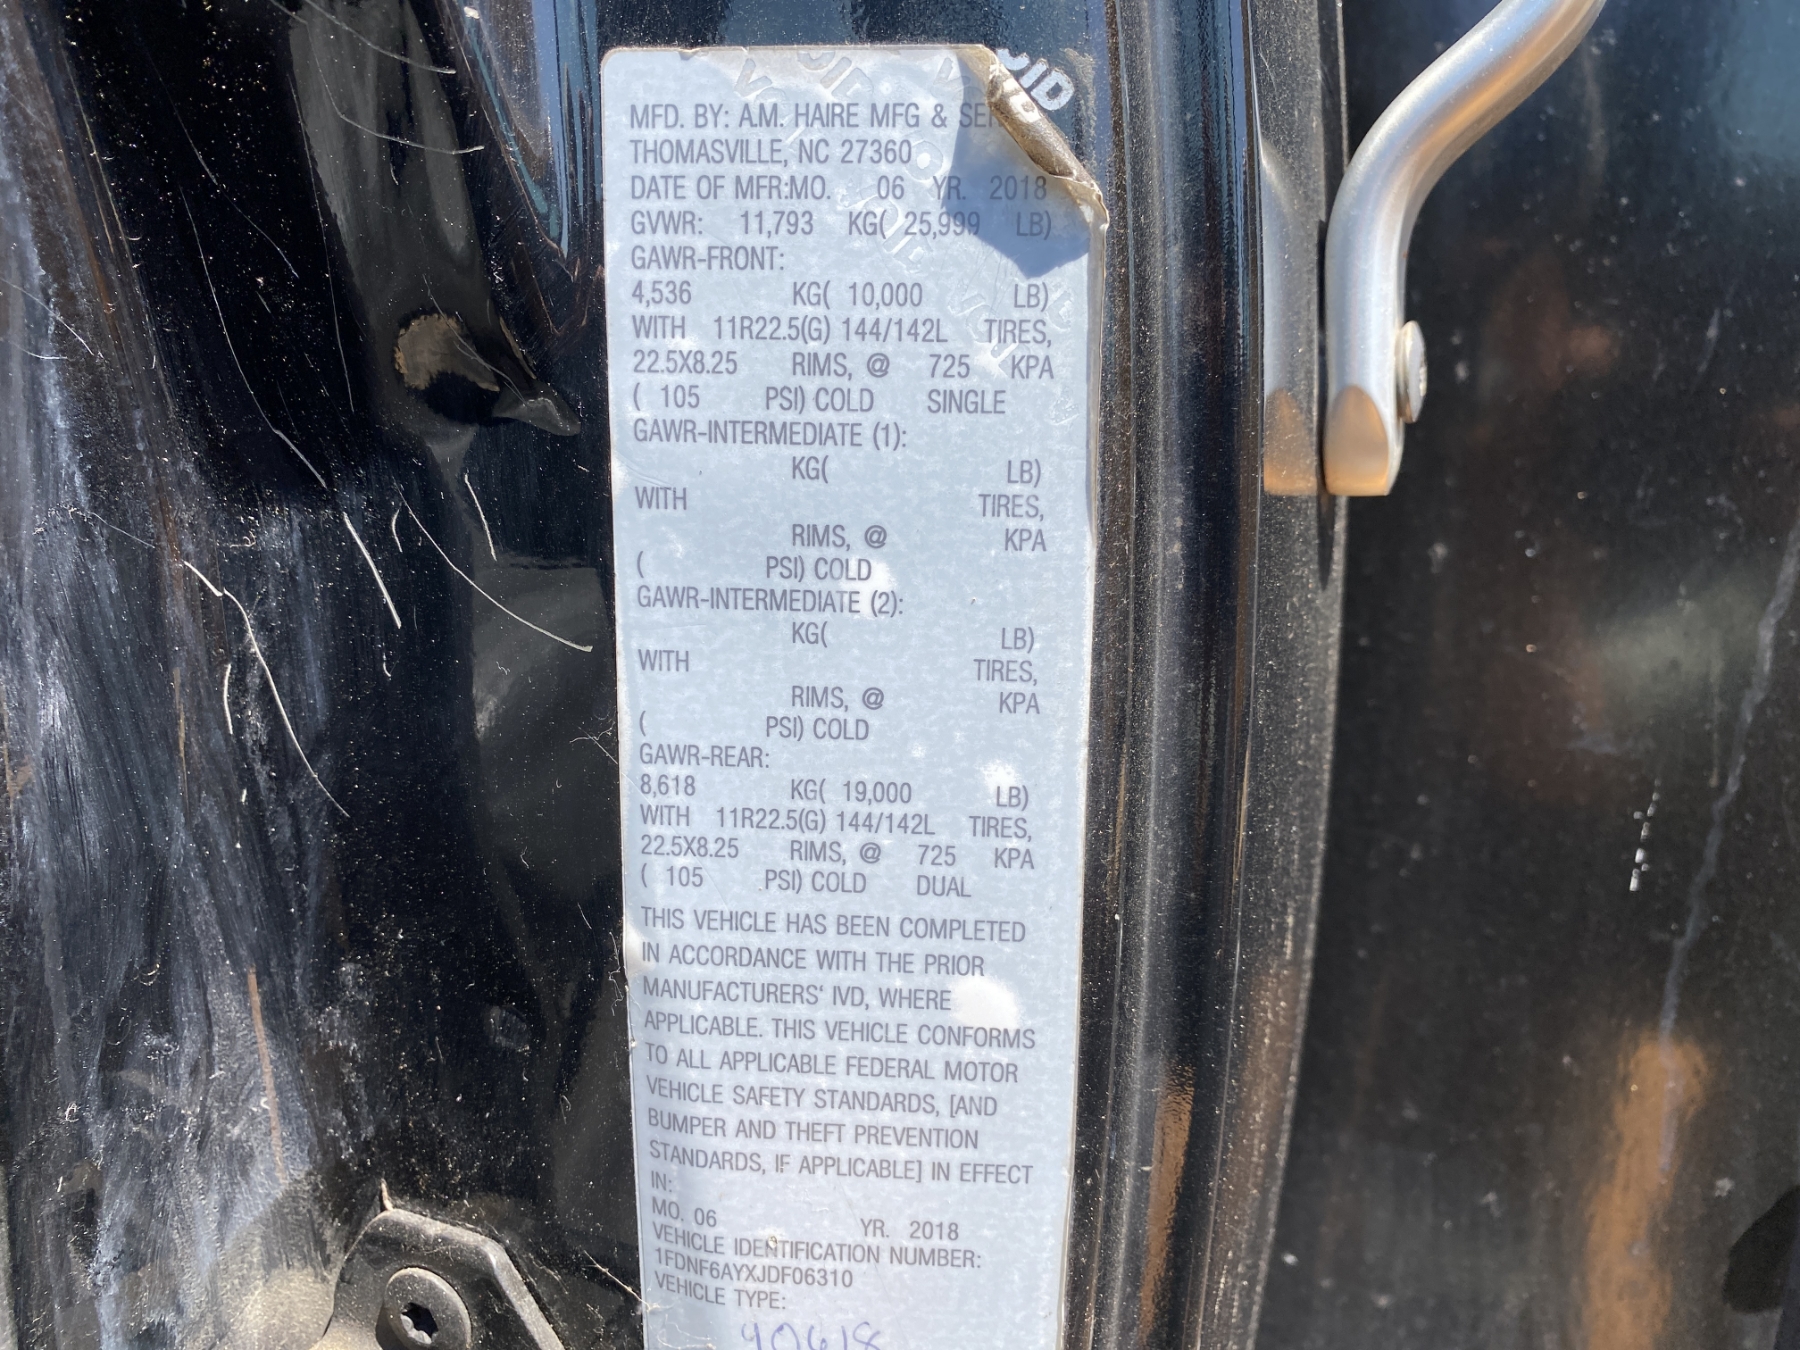 MFD. BY: A.M. HAIRE MFG &
THOMASVILLE, NC 27360
DATE OF MFR:MO. 06 YR. 2018
GVWR: 11,793 KG( 25,999 LB)
GAWR-FRONT:
4,536 KG( 10,000 LB)
WITH 11R22.5(G) 144/142L TIRES,
22.5X8.25 RIMS, @ 725 KPA
( 105 PSI) COLD SINGLE
GAWR-INTERMEDIATE (1):
KG( LB)
WITH TIRES,
RIMS, @ KPA
( PSI) COLD
GAWR-INTERMEDIATE (2):
KG( LB)
WITH TIRES,
RIMS, @ KPA
( PSI) COLD
GAWR-REAR:
8,618 KG( 19,000 LB)
WITH 11R22.5(G) 144/142L TIRES,
22.5X8.25 RIMS, @ 725 KPA
( 105 PSI) COLD DUAL
THIS VEHICLE HAS BEEN COMPLETED
IN ACCORDANCE WITH THE PRIOR
MANUFACTURERS' IVD, WHERE
APPLICABLE. THIS VEHICLE CONFORMS
TO ALL APPLICABLE FEDERAL MOTOR
VEHICLE SAFETY STANDARDS, [AND
BUMPER AND THEFT PREVENTION
STANDARDS, IF APPLICABLE] IN EFFECT
IN:
MO. 06 YR. 2018
VEHICLE IDENTIFICATION NUMBER:
1FDNF6AYXJDF06310
VEHICLE TYPE: